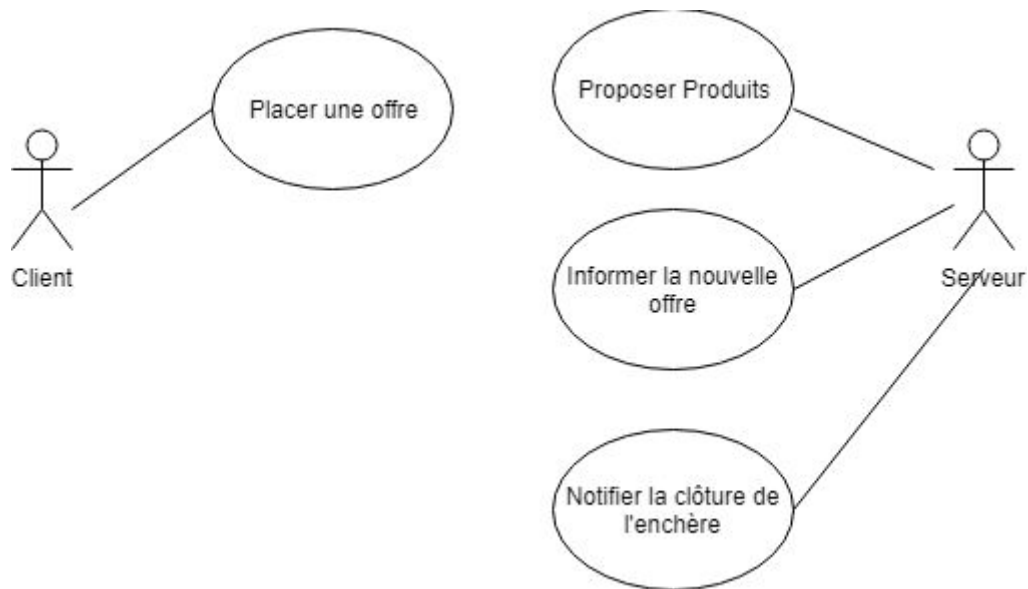 Placer une offre
Proposer Produits
Client
Informer la nouvelle
offre
Serveur
Notifier la clôture de
l'enchère